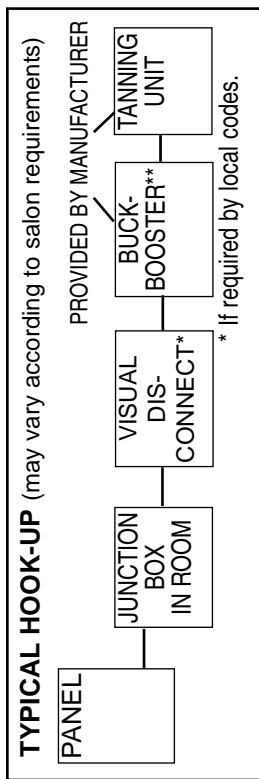 TYPICAL HOOK-UP (may vary according to salon requirements)
PROVIDED BY MANUFACTURER
PANEL
JUNCTION
BOX
IN ROOM
VISUAL
DIS-
CONNECT*
BUCK-
BOOSTER**
TANNING
UNIT
* If required by local codes.